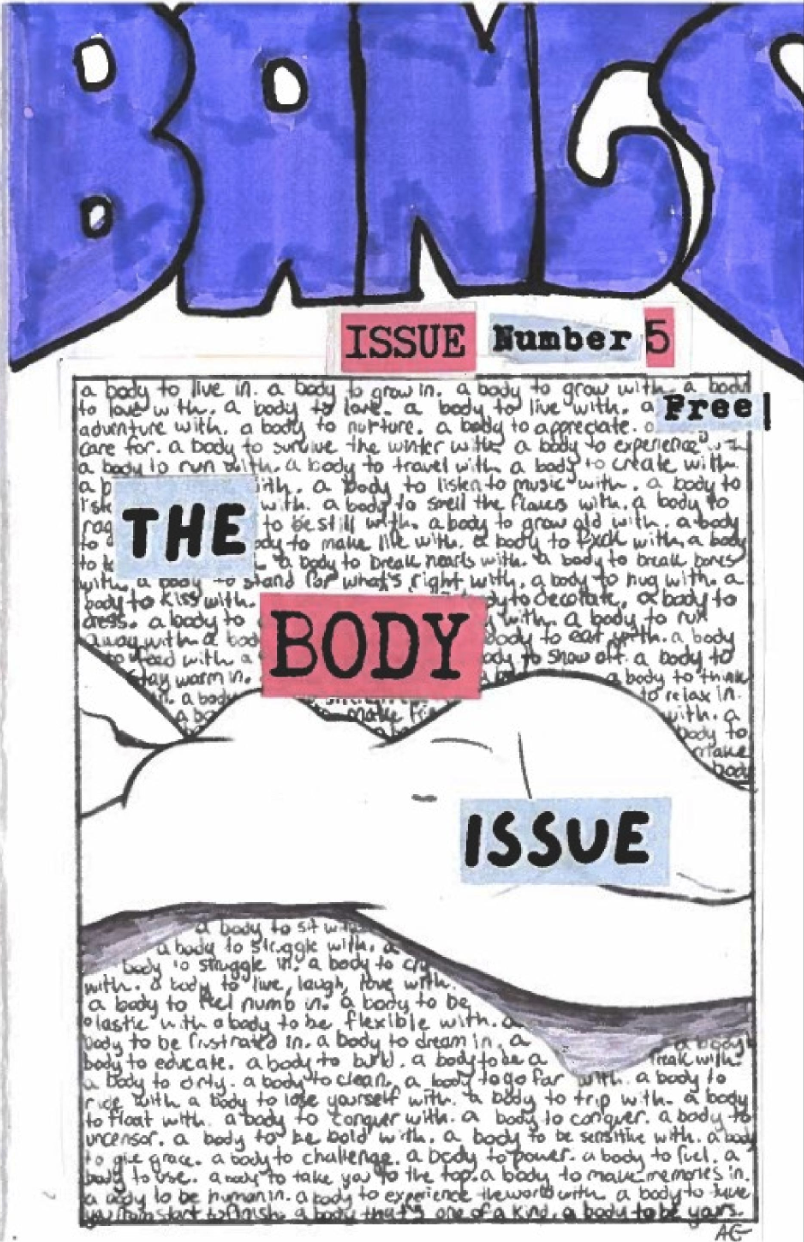 BANGS
ISSUE Number 5
Free
a body to live in. a body to grow in. a body to grow with. a body
to love with. a body to love. a body to live with. a
adventure with. a body to nurture. a body to appreciate.
care for. a body to survive the winter with. a body to experience
a body to run with. a body to travel with a body to create with.
with. a body to listen to music with. a body to
with. a body to smell the flowers with. a body to
THE
to be still with. a body to grow old with. a body
to make with. a body to fuck with. a body
a body to break hearts with. a body to break bones
with. a body to stand for what's right with. a body to hug with. a
body to kiss with. to decorate. a body to
dress. a body to with. a body to run
BODY
away with. a body to eat with. a body
to feed with a to show off. a body to
stay warm in. a body to think
a body to relax in.
make with. a
body to
make
body
ISSUE
a body to sit with
a body to struggle with. a
body to struggle in. a body to cry
with. a body to live, laugh, love with.
a body to feel numb in. a body to be
elastic with a body to be flexible with. a
body to be frustrated in. a body to dream in. a
body to educate. a body to build. a body to be a freak with.
a body to dirty. a body to clean. a body to go far with. a body to
ride with a body to lose yourself with. a body to trip with. a body
to float with. a body to conquer with. a body to conquer. a body to
uncensor. a body to be bold with. a body to be sensitive with. a body
to give grace. a body to challenge. a body to power. a body to fuel. a
body to use. a body to take you to the top. a body to make memories in.
a body to be human in. a body to experience the world with. a body to have
you from start to finish. a body that's one of a kind. a body to be yours.
AG